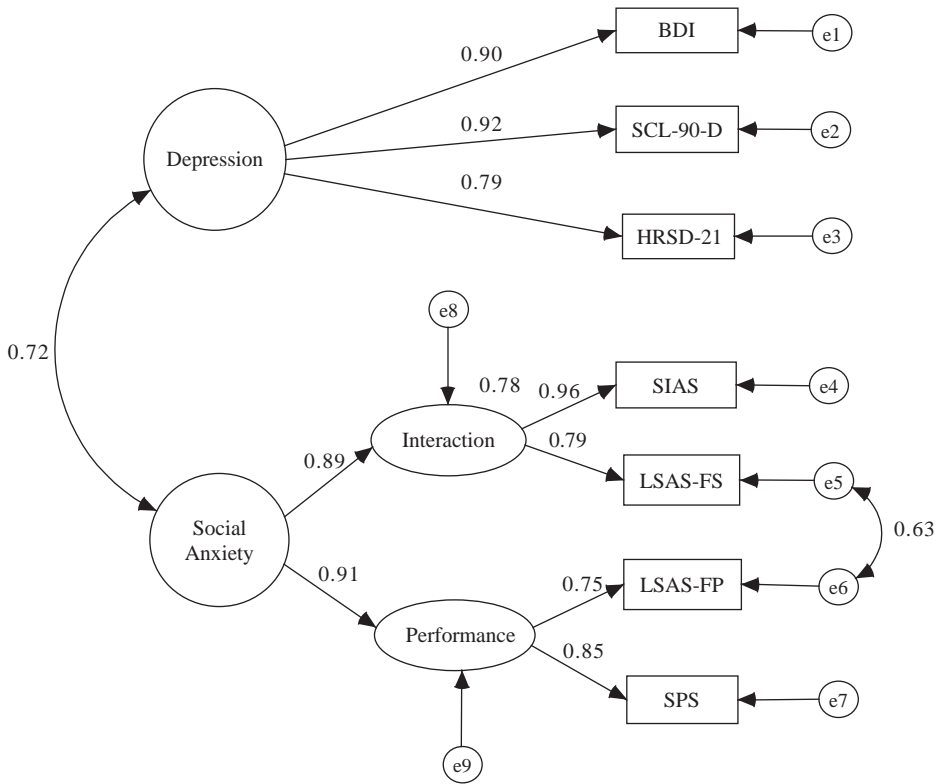 BDI
e1
0.90
SCL-90-D
e2
0.92
Depression
0.79
HRSD-21
e3
e8
0.72
0.78
0.96
SIAS
e4
Interaction
0.79
0.89
LSAS-FS
e5
Social
Anxiety
0.63
0.91
0.75
LSAS-FP
e6
Performance
0.85
SPS
e7
e9